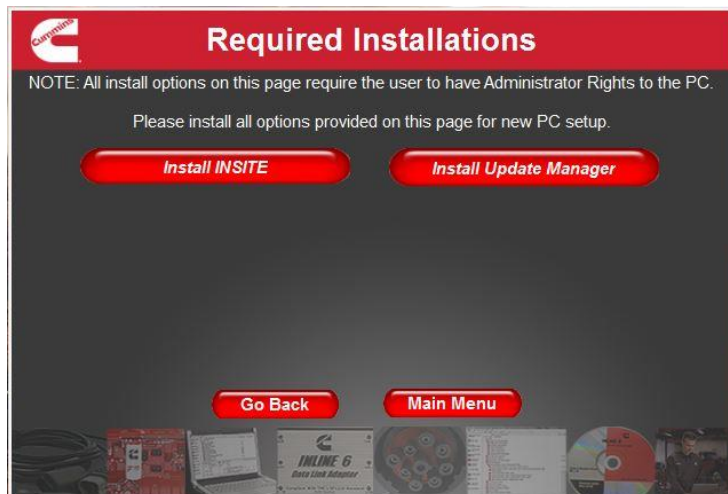 Cummins
Required Installations
NOTE: All install options on this page require the user to have Administrator Rights to the PC.
Please install all options provided on this page for new PC setup.
Install INSITE
Install Update Manager
Go Back
Main Menu
INLINE 6
Data Link Adapter
INLINE 6